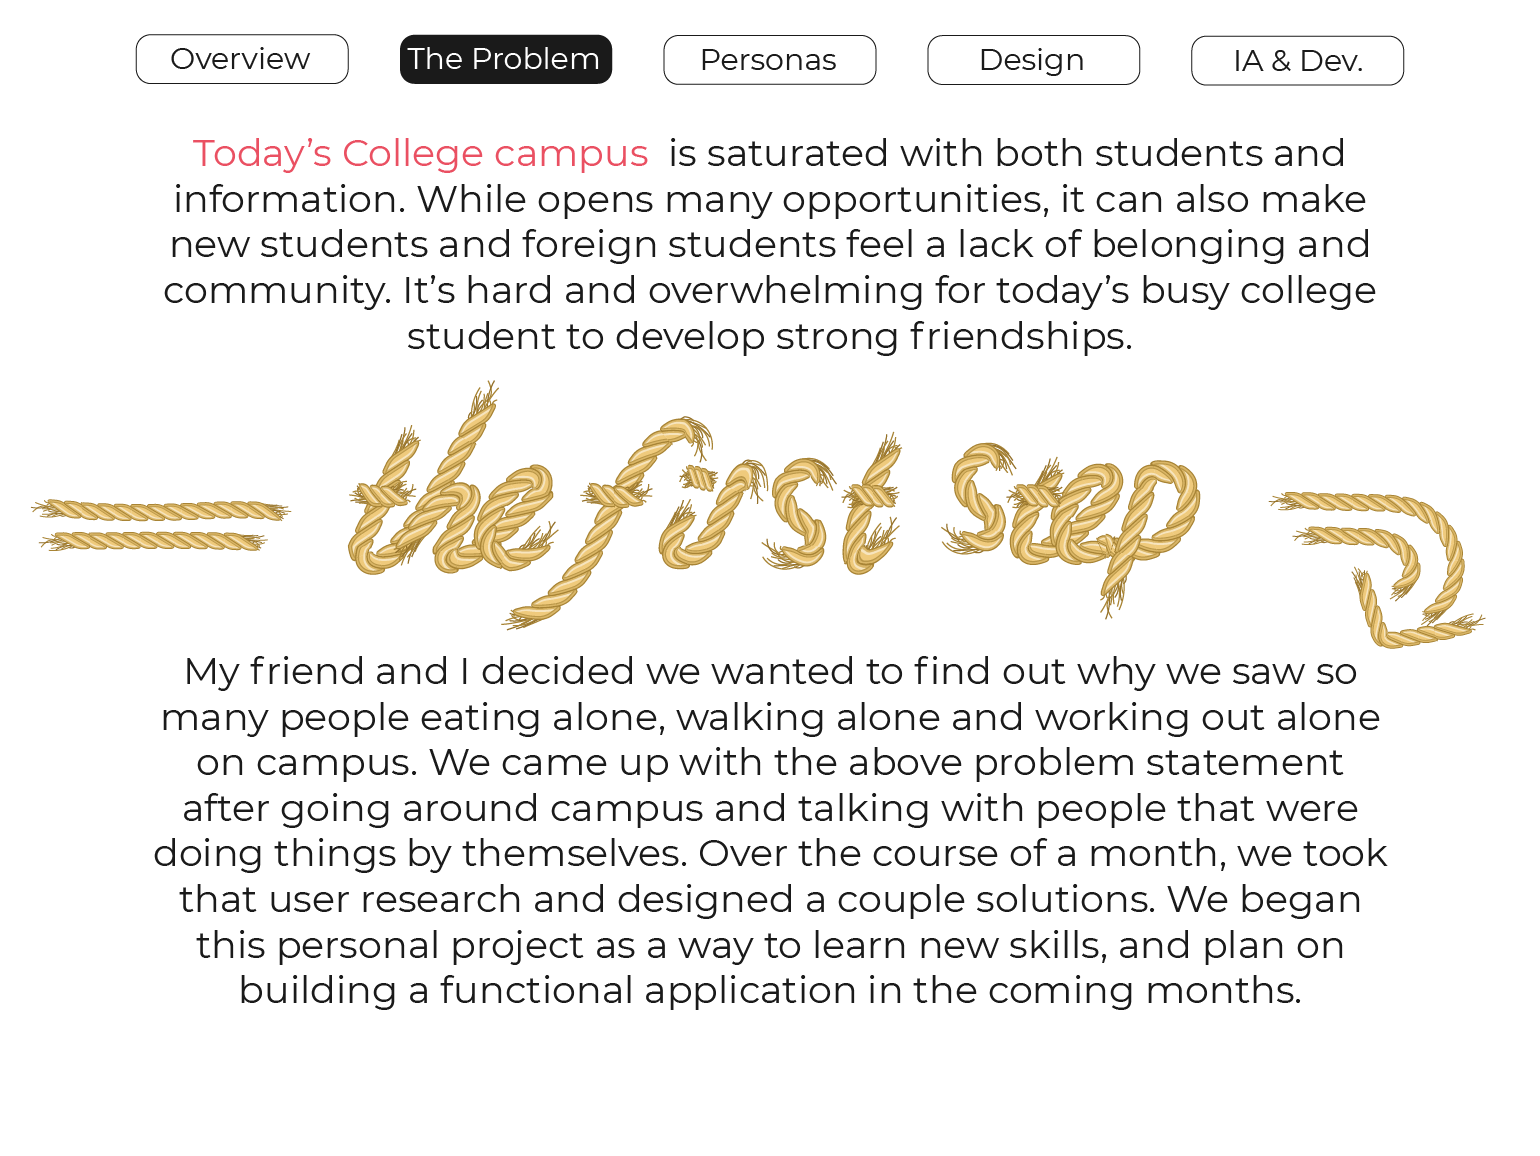 Overview
The Problem
Personas
Design
IA & Dev.
Today’s College campus is saturated with both students and
information. While opens many opportunities, it can also make
new students and foreign students feel a lack of belonging and
community. It’s hard and overwhelming for today’s busy college
student to develop strong friendships.
the first step
My friend and I decided we wanted to find out why we saw so
many people eating alone, walking alone and working out alone
on campus. We came up with the above problem statement
after going around campus and talking with people that were
doing things by themselves. Over the course of a month, we took
that user research and designed a couple solutions. We began
this personal project as a way to learn new skills, and plan on
building a functional application in the coming months.